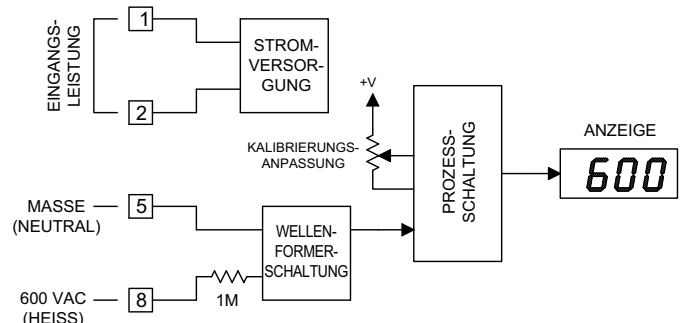 1
EINGANGS-
LEISTUNG
2
STROM-
VERSOR-
GUNG
+V
KALIBRIERUNGS-
ANPASSUNG
PROZESS-
SCHALTUNG
ANZEIGE
600
MASSE
(NEUTRAL)
5
WELLEN-
FORMER-
SCHALTUNG
600 VAC
(HEISS)
8
1M